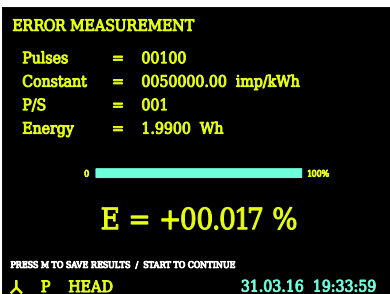 ERROR MEASUREMENT
Pulses = 00100
Constant = 0050000.00 imp/kWh
P/S = 001
Energy = 1.9900 Wh
0 100%
E = +00.017 %
PRESS M TO SAVE RESULTS / START TO CONTINUE
P HEAD 31.03.16 19:33:59